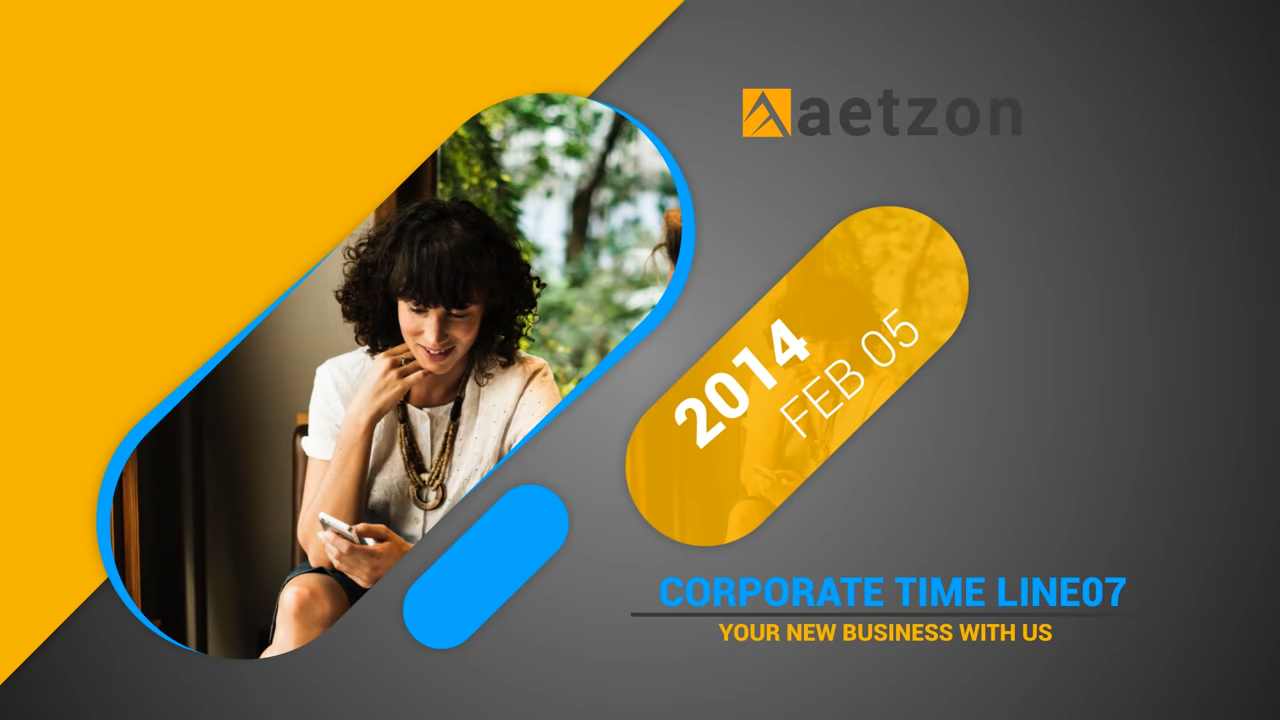 aetzon
2014
FEB 05
CORPORATE TIME LINE07
YOUR NEW BUSINESS WITH US